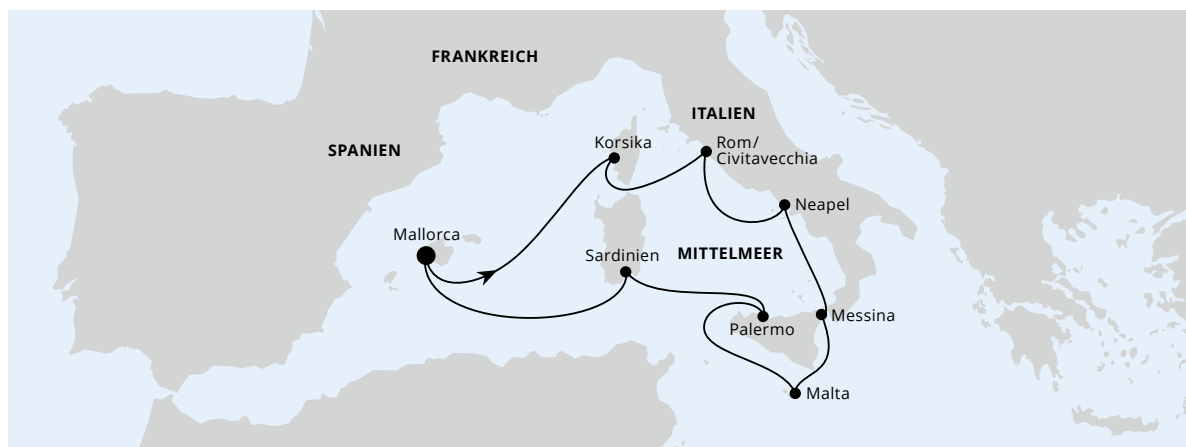 FRANKREICH
ITALIEN
SPANIEN
Korsika
Rom/
Civitavecchia
Neapel
Mallorca
Sardinien
MITTELMEER
Messina
Palermo
Malta